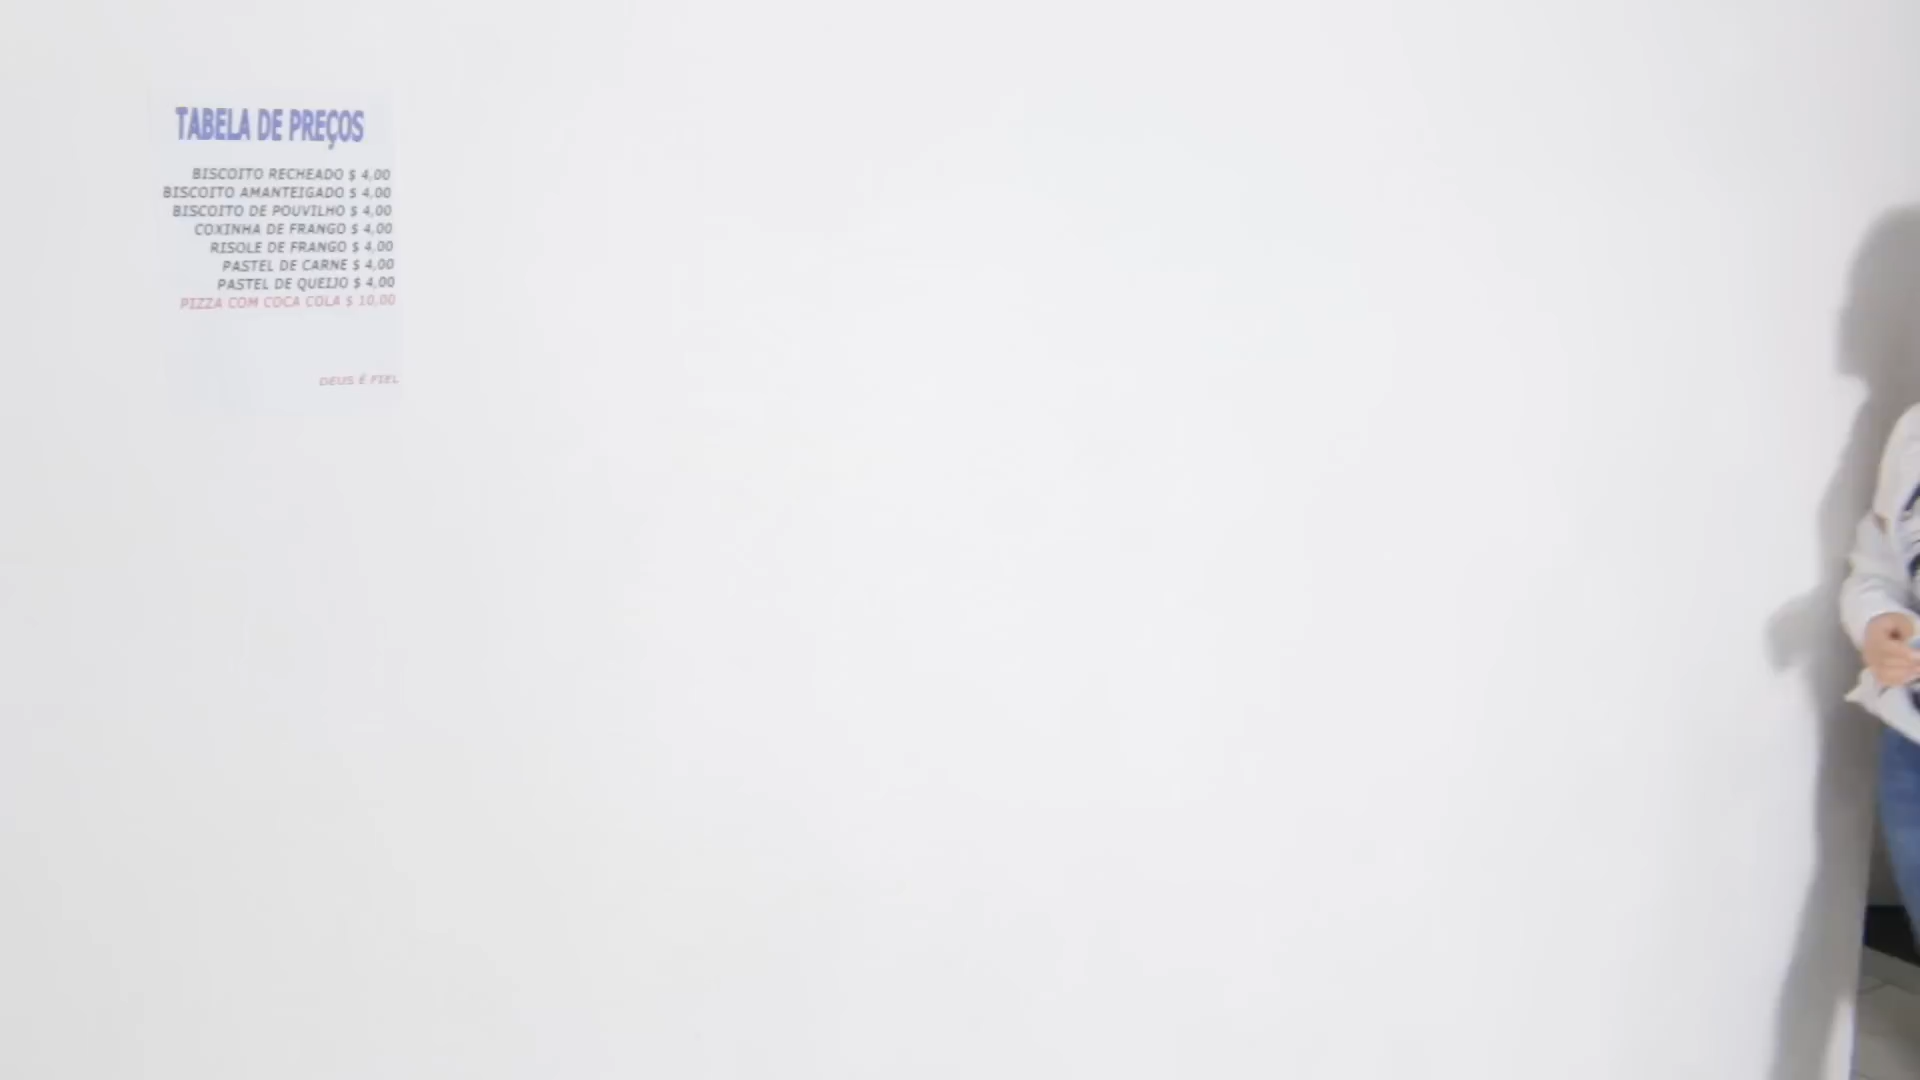 TABELA DE PREÇOS
BISCOITO RECHEADO $ 4,00
BISCOITO AMANTEIGADO $ 4,00
BISCOITO DE POUVILHO $ 4,00
COXINHA DE FRANGO $ 4,00
RISOLE DE FRANGO $ 4,00
PASTEL DE CARNE $ 4,00
PASTEL DE QUEIJO $ 4,00
PIZZA COM COCA COLA $ 10,00
DEUS É FIEL